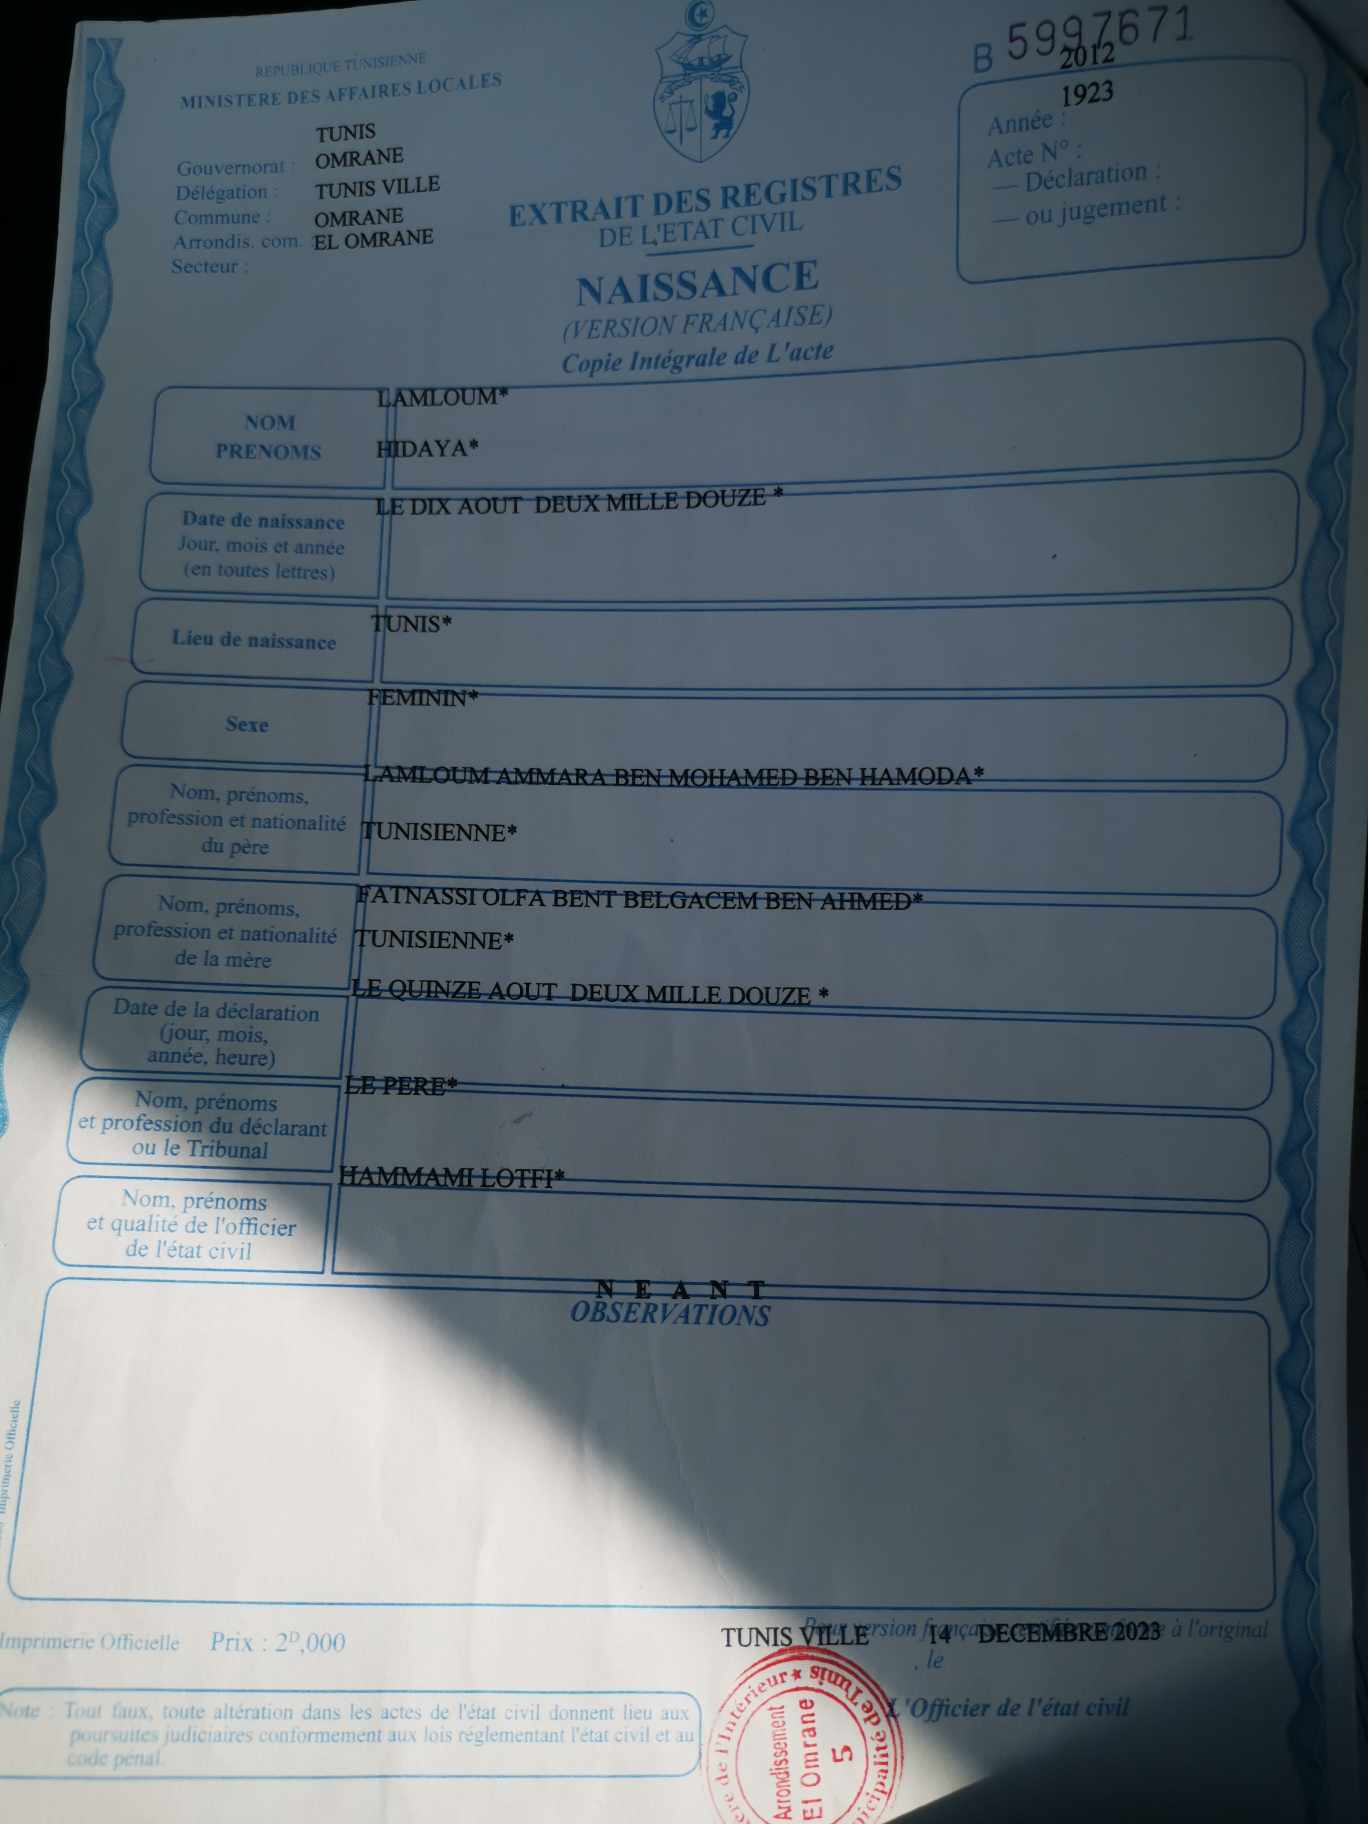 REPUBLIQUE TUNISIENNE
MINISTERE DES AFFAIRES LOCALES
B 5997671
2012
1923
Année :
Acte N° :
— Déclaration :
— ou jugement :
TUNIS
Gouvernorat : OMRANE
Délégation : TUNIS VILLE
Commune : OMRANE
Arrondis. com. EL OMRANE
Secteur :
EXTRAIT DES REGISTRES
DE L'ETAT CIVIL
NAISSANCE
(VERSION FRANÇAISE)
Copie Intégrale de L'acte
NOM
PRENOMS
LAMLOUM*
HIDAYA*
Date de naissance
Jour, mois et année
(en toutes lettres)
LE DIX AOUT DEUX MILLE DOUZE *
Lieu de naissance
TUNIS*
Sexe
FEMININ*
Nom, prénoms,
profession et nationalité
du père
LAMLOUM AMMARA BEN MOHAMED BEN HAMODA*
TUNISIENNE*
Nom, prénoms,
profession et nationalité
de la mère
FATNASSI OLFA BENT BELGACEM BEN AHMED*
TUNISIENNE*
Date de la déclaration
(jour, mois,
année, heure)
LE QUINZE AOUT DEUX MILLE DOUZE *
Nom, prénoms
et profession du déclarant
ou le Tribunal
LE PERE*
Nom, prénoms
et qualité de l'officier
de l'état civil
HAMMAMI LOTFI*
N E A N T
OBSERVATIONS
Imprimerie Officielle
Imprimerie Officielle Prix : 2D,000
Pour version française à l'original
TUNIS VILLE 14 DECEMBRE 2023
, le
L'Officier de l'état civil
Note : Tout faux, toute altération dans les actes de l'état civil donnent lieu aux
poursuites judiciaires conformement aux lois réglementant l'état civil et au
code pénal.
de l'Intérieur ★
de Tunis
Arrondissement
El Omrane
5